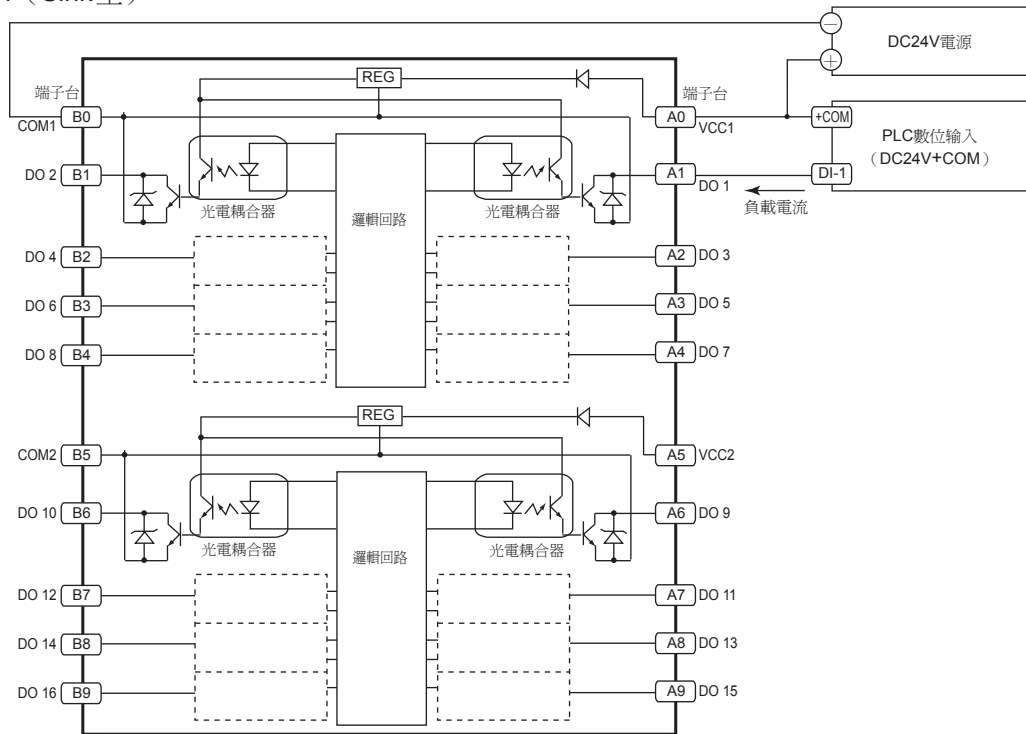 (Sink型)
DC24V電源
REG
端子台
端子台
COM1 B0
A0 VCC1
+COM
PLC數位输入
(DC24V+COM)
DO 2 B1
A1 DO 1
DI-1
負載電流
光電耦合器
邏輯回路
光電耦合器
DO 4 B2
A2 DO 3
DO 6 B3
A3 DO 5
DO 8 B4
A4 DO 7
REG
COM2 B5
A5 VCC2
DO 10 B6
A6 DO 9
光電耦合器
邏輯回路
光電耦合器
DO 12 B7
A7 DO 11
DO 14 B8
A8 DO 13
DO 16 B9
A9 DO 15